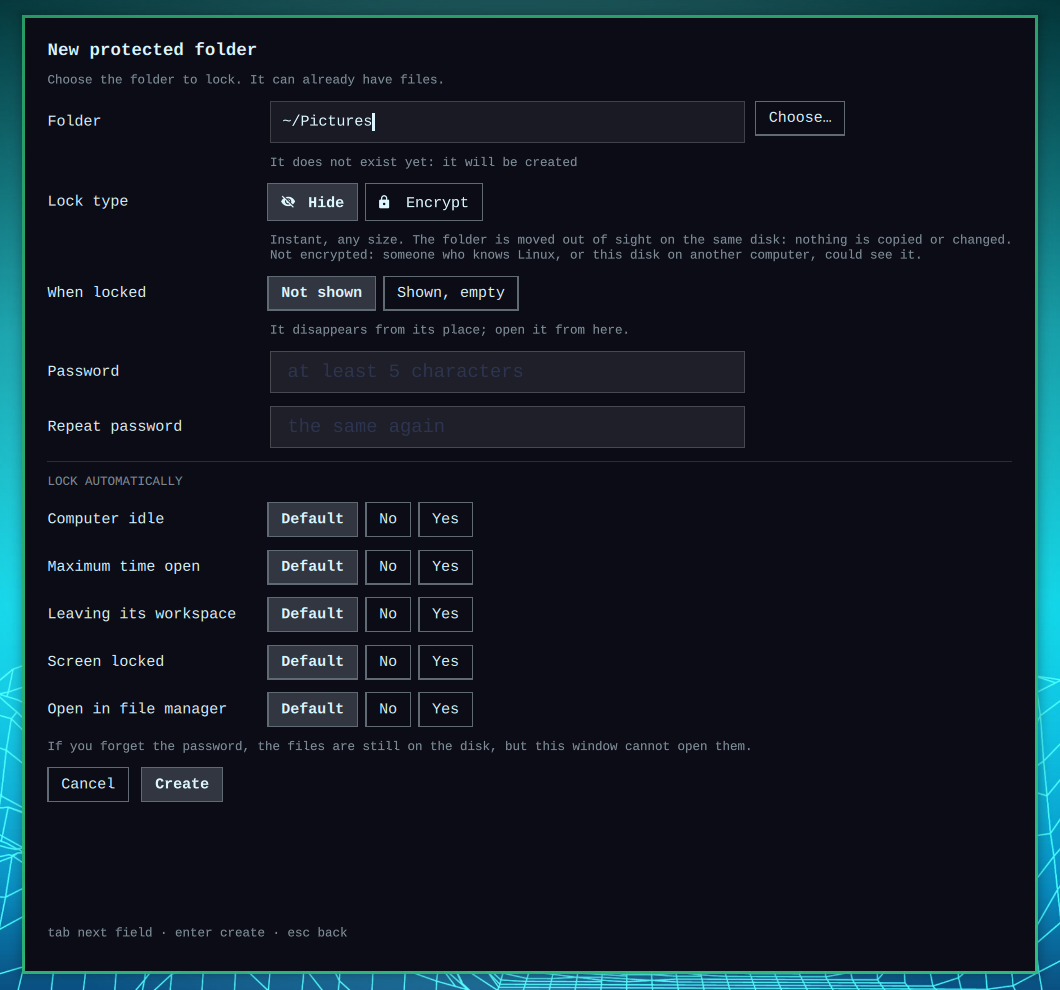 New protected folder
Choose the folder to lock. It can already have files.
Folder
~/Pictures
Choose…
It does not exist yet: it will be created
Lock type
Hide
Encrypt
Instant, any size. The folder is moved out of sight on the same disk: nothing is copied or changed.
Not encrypted: someone who knows Linux, or this disk on another computer, could see it.
When locked
Not shown
Shown, empty
It disappears from its place; open it from here.
Password
at least 5 characters
Repeat password
the same again
LOCK AUTOMATICALLY
Computer idle
Default
No
Yes
Maximum time open
Default
No
Yes
Leaving its workspace
Default
No
Yes
Screen locked
Default
No
Yes
Open in file manager
Default
No
Yes
If you forget the password, the files are still on the disk, but this window cannot open them.
Cancel
Create
tab next field · enter create · esc back